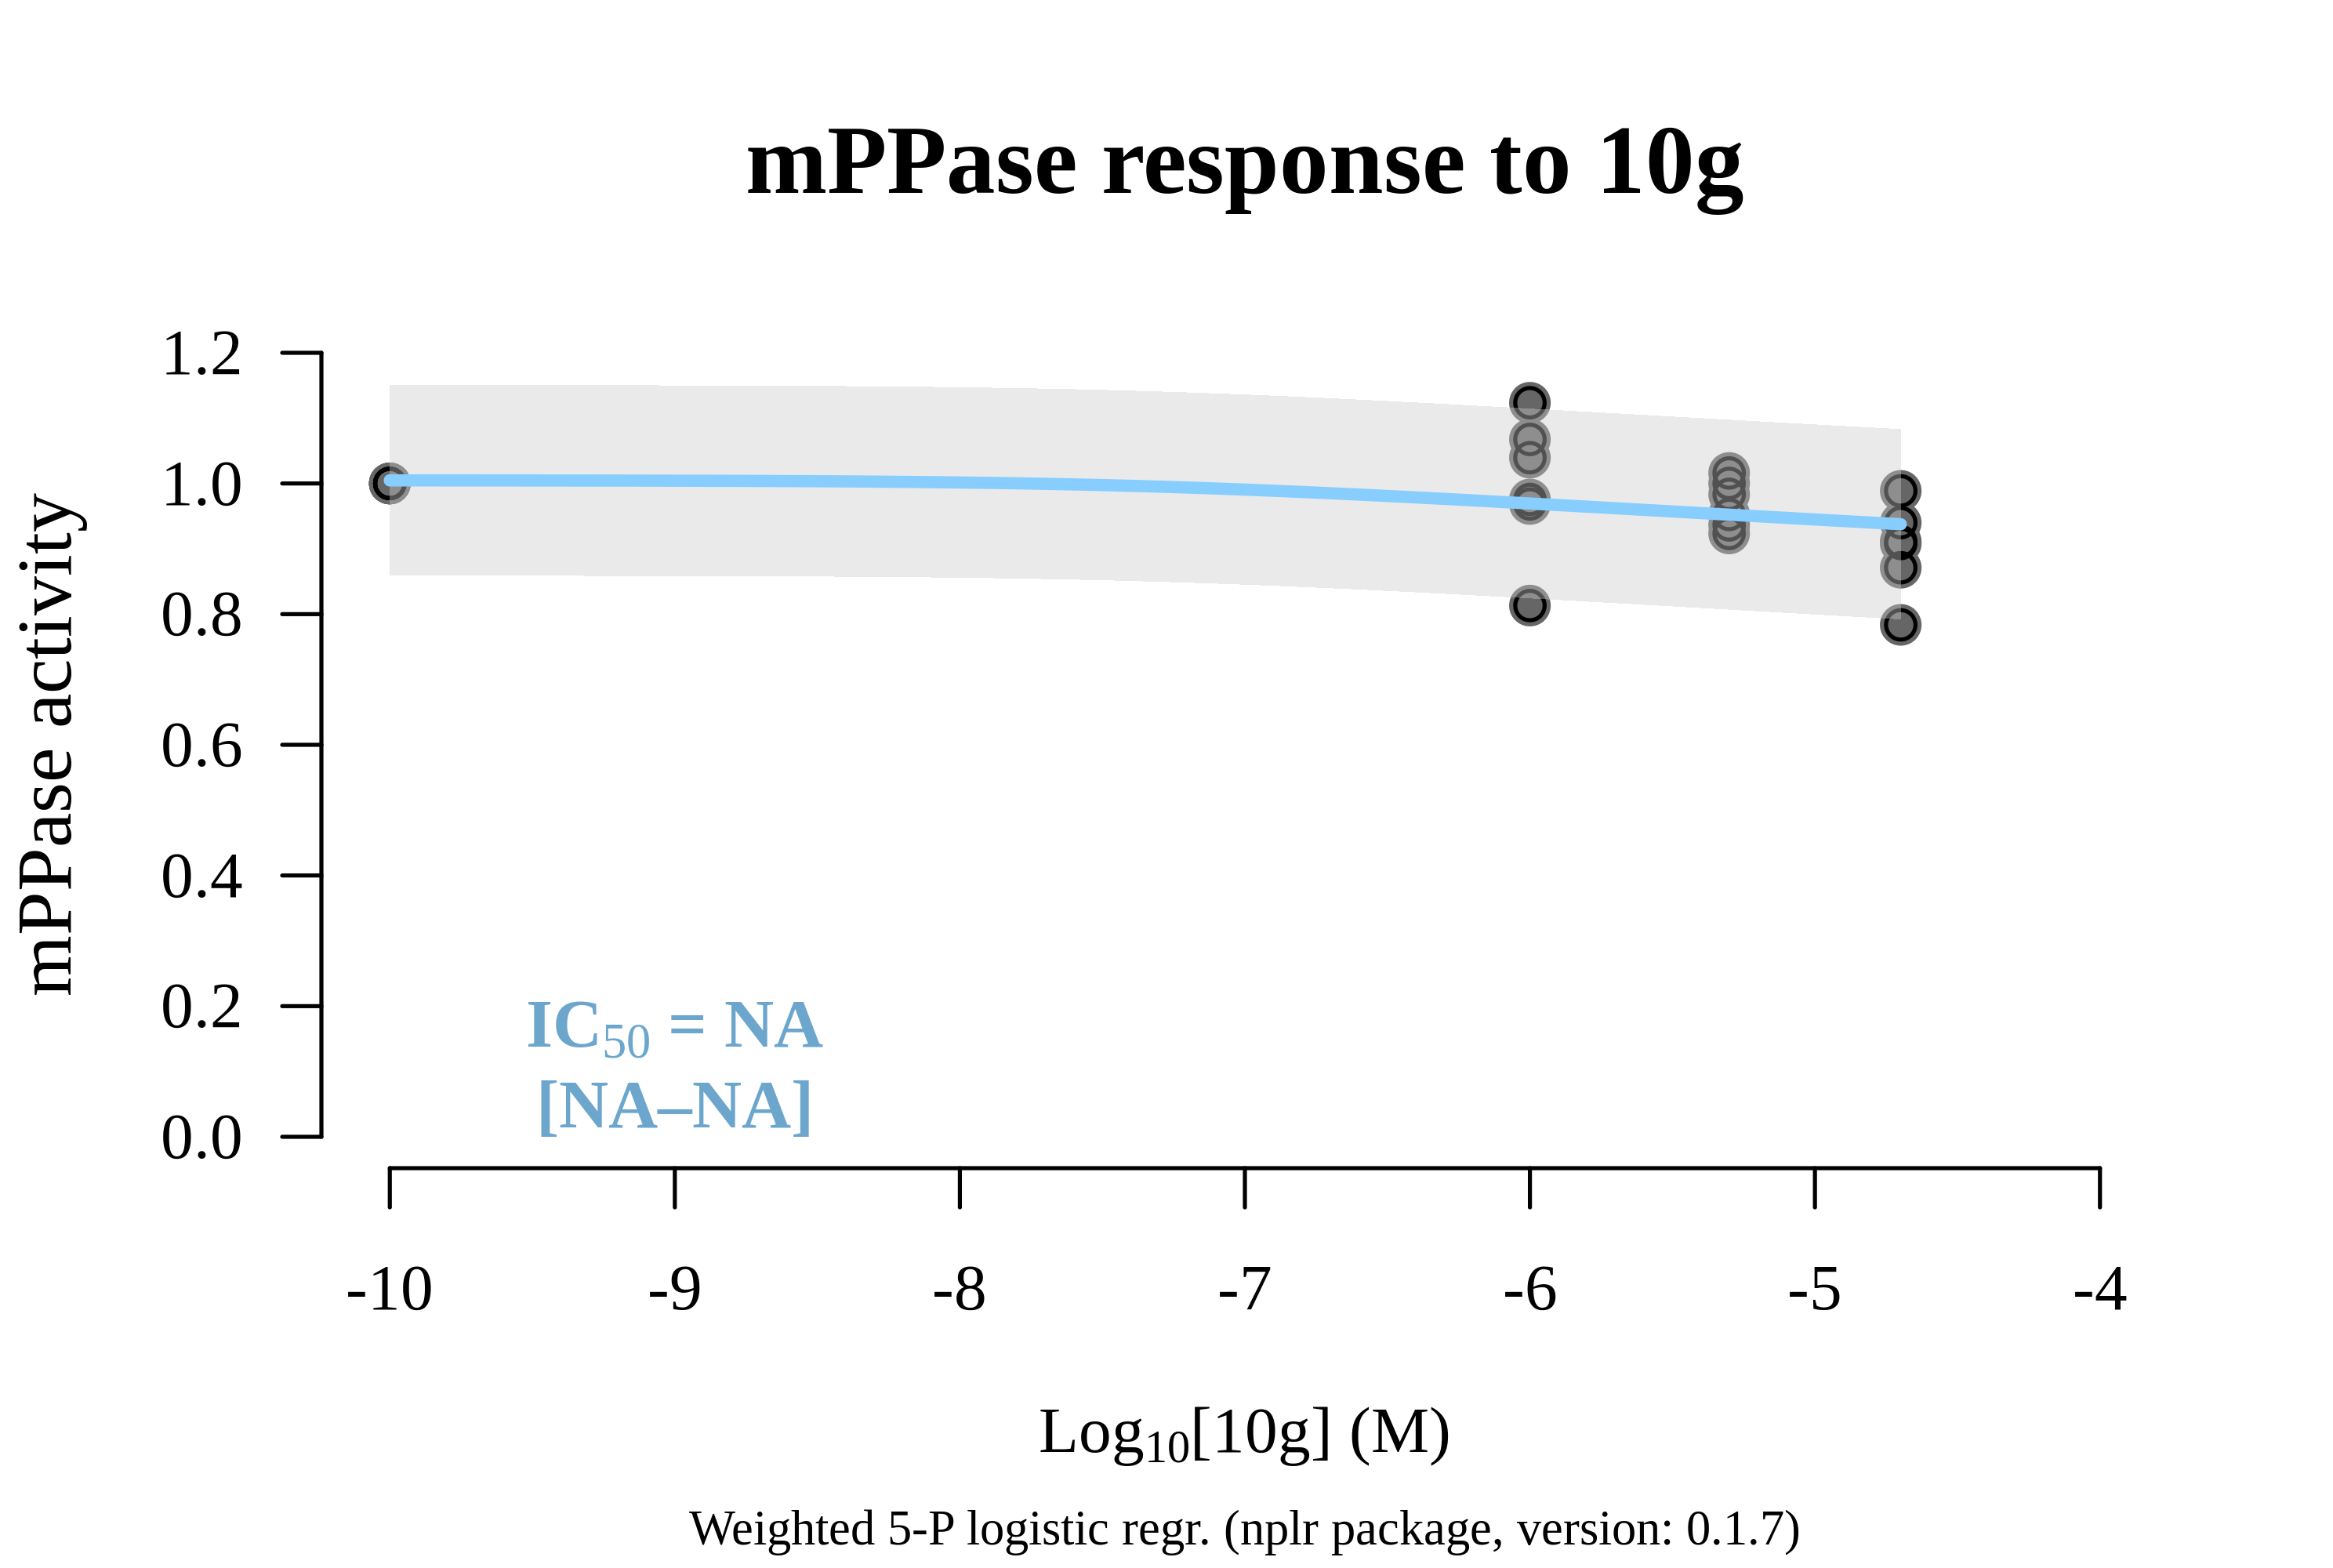 mPPase response to 10g
mPPase activity
1.2
1.0
0.8
0.6
0.4
0.2
0.0
IC50 = NA
[NA–NA]
-10 -9 -8 -7 -6 -5 -4
Log10[10g] (M)
Weighted 5-P logistic regr. (nplr package, version: 0.1.7)